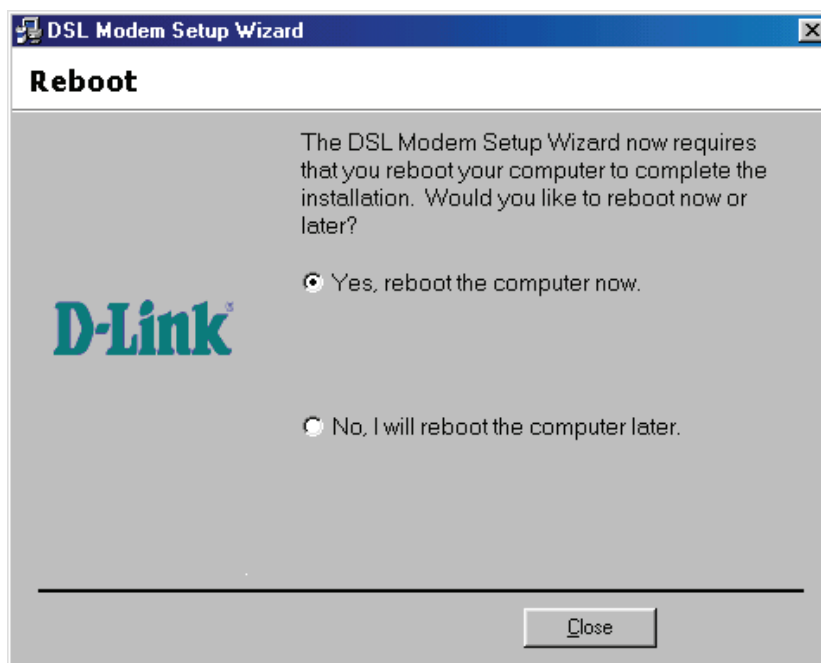 DSL Modem Setup Wizard
Reboot
The DSL Modem Setup Wizard now requires
that you reboot your computer to complete the
installation. Would you like to reboot now or
later?
Yes, reboot the computer now.
D-Link®
No, I will reboot the computer later.
Close